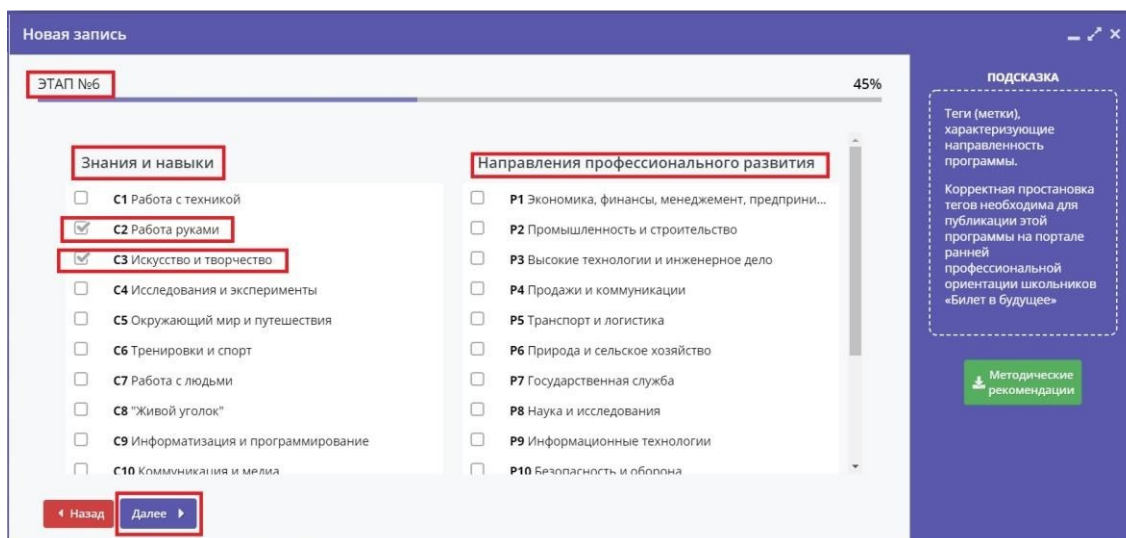 Новая запись
ЭТАП №6
45%
Знания и навыки
C1 Работа с техникой
C2 Работа руками
C3 Искусство и творчество
C4 Исследования и эксперименты
C5 Окружающий мир и путешествия
C6 Тренировки и спорт
C7 Работа с людьми
C8 "Живой уголок"
C9 Информатизация и программирование
C10 Коммуникация и медиа
Направления профессионального развития
P1 Экономика, финансы, менеджемент, предприни...
P2 Промышленность и строительство
P3 Высокие технологии и инженерное дело
P4 Продажи и коммуникации
P5 Транспорт и логистика
P6 Природа и сельское хозяйство
P7 Государственная служба
P8 Наука и исследования
P9 Информационные технологии
P10 Безопасность и оборона
Назад
Далее
ПОДСКАЗКА
Теги (метки),
характеризующие
направленность
программы.
Корректная простановка
тегов необходима для
публикации этой
программы на портале
ранней
профессиональной
ориентации школьников
«Билет в будущее»
Методические
рекомендации